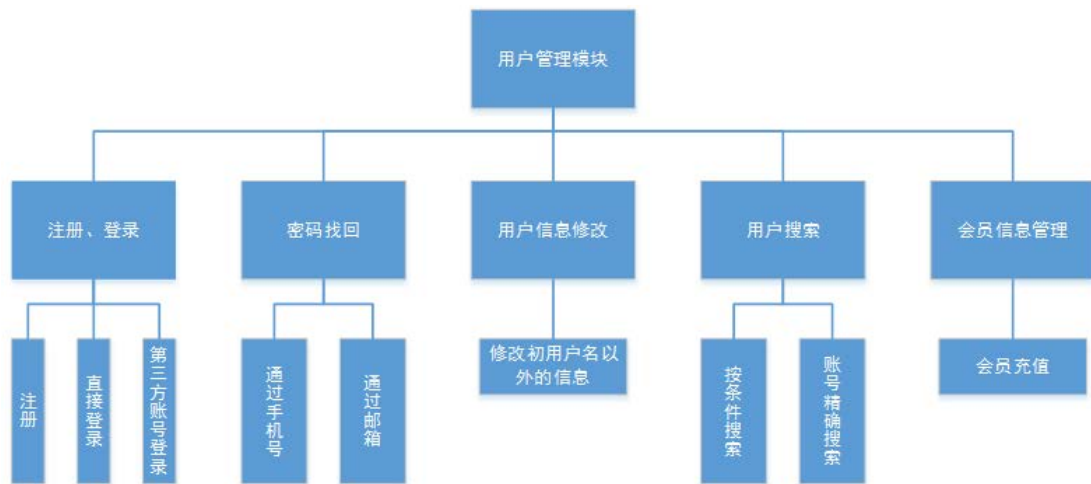 用户管理模块
注册、登录
密码找回
用户信息修改
用户搜索
会员信息管理
注册
直接登录
第三方账号登录
通过手机号
通过邮箱
修改初用户名以
外的信息
按条件搜索
账号精确搜索
会员充值